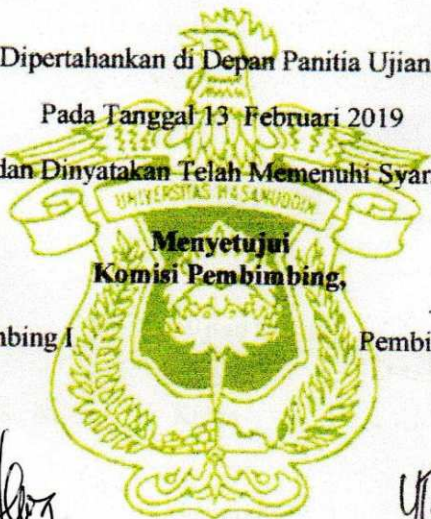 Dipertahankan di Depan Panitia Ujian
Pada Tanggal 13 Februari 2019
dan Dinyatakan Telah Memenuhi Syar
UNIVERSITAS HASANUDDIN
Menyetujui
Komisi Pembimbing,
mbing I Pembi